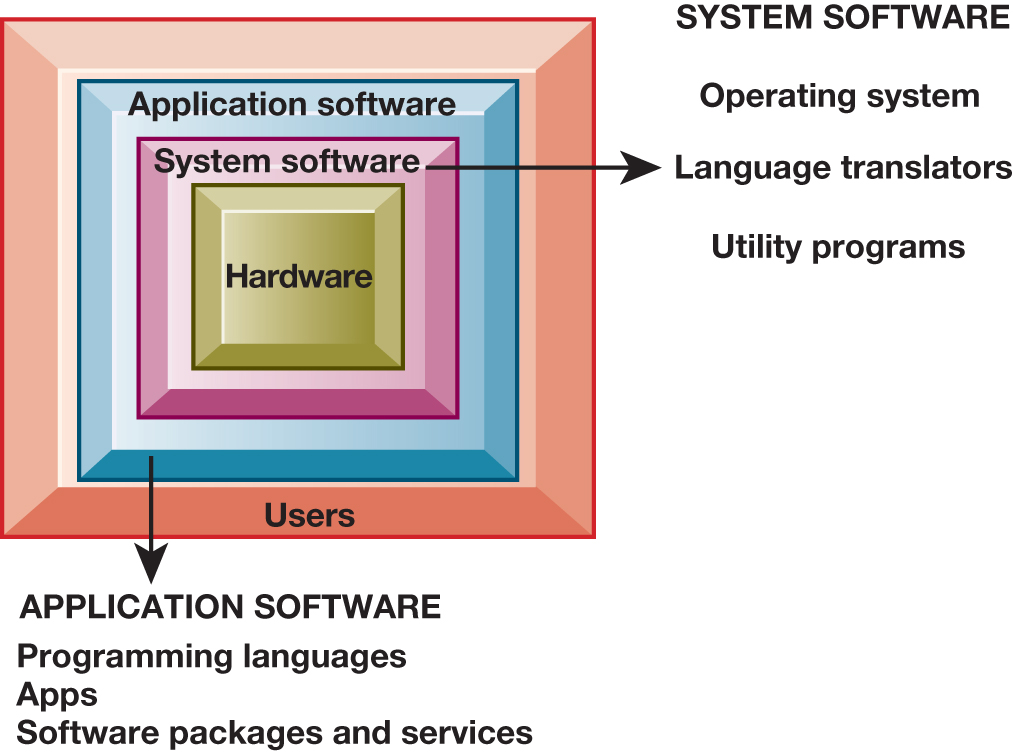 SYSTEM SOFTWARE
Operating system
Language translators
Utility programs
Application software
System software
Hardware
Users
APPLICATION SOFTWARE
Programming languages
Apps
Software packages and services